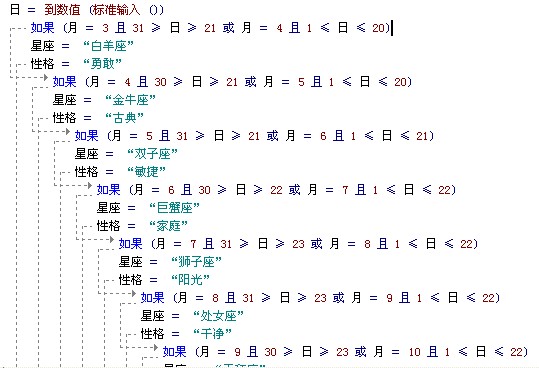 日 = 到数值 (标准输入 ())
如果 (月 = 3 且 31 ≥ 日 ≥ 21 或 月 = 4 且 1 ≤ 日 ≤ 20)
星座 = “白羊座”
性格 = “勇敢”
如果 (月 = 4 且 30 ≥ 日 ≥ 21 或 月 = 5 且 1 ≤ 日 ≤ 20)
星座 = “金牛座”
性格 = “古典”
如果 (月 = 5 且 31 ≥ 日 ≥ 21 或 月 = 6 且 1 ≤ 日 ≤ 21)
星座 = “双子座”
性格 = “敏捷”
如果 (月 = 6 且 30 ≥ 日 ≥ 22 或 月 = 7 且 1 ≤ 日 ≤ 22)
星座 = “巨蟹座”
性格 = “家庭”
如果 (月 = 7 且 31 ≥ 日 ≥ 23 或 月 = 8 且 1 ≤ 日 ≤ 22)
星座 = “狮子座”
性格 = “阳光”
如果 (月 = 8 且 31 ≥ 日 ≥ 23 或 月 = 9 且 1 ≤ 日 ≤ 22)
星座 = “处女座”
性格 = “干净”
如果 (月 = 9 且 30 ≥ 日 ≥ 23 或 月 = 10 且 1 ≤ 日 ≤ 22)